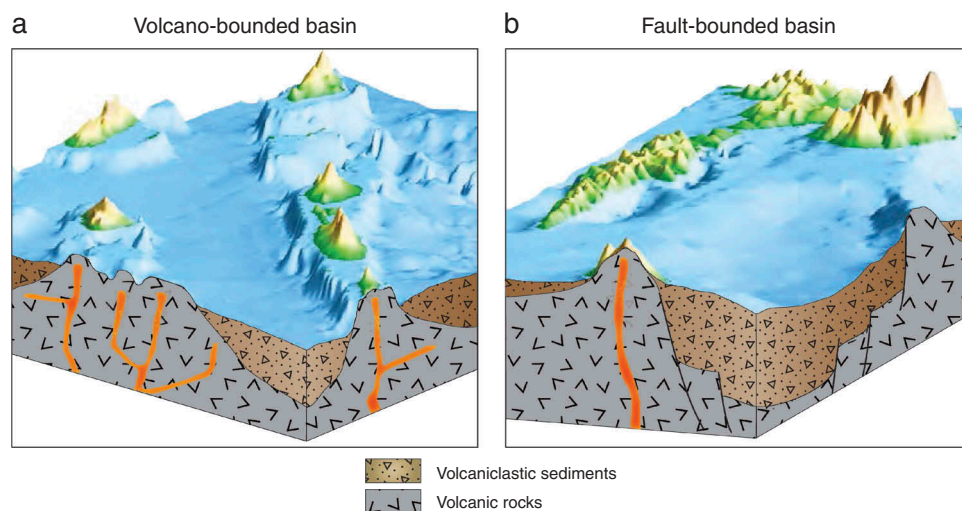 a
Volcano-bounded basin
b
Fault-bounded basin
Volcaniclastic sediments
Volcanic rocks